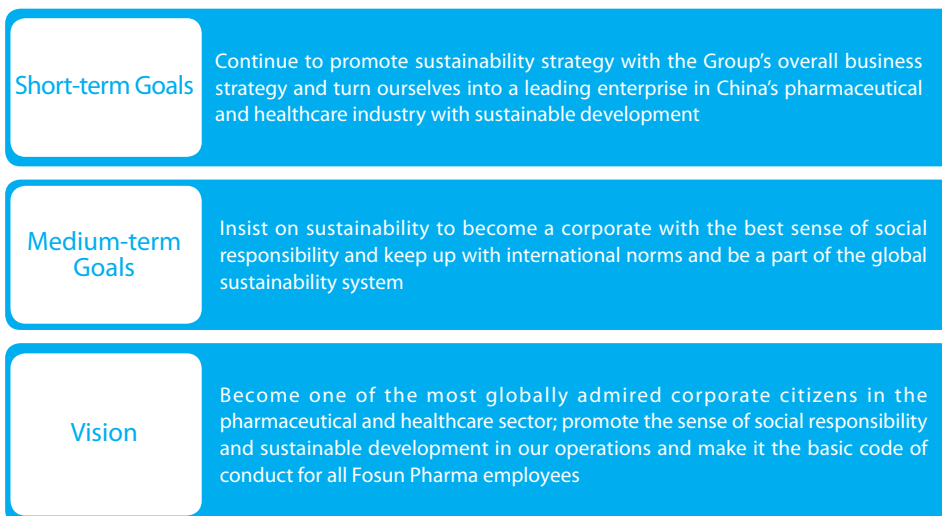 Short-term Goals
Continue to promote sustainability strategy with the Group's overall business
strategy and turn ourselves into a leading enterprise in China's pharmaceutical
and healthcare industry with sustainable development
Medium-term
Goals
Insist on sustainability to become a corporate with the best sense of social
responsibility and keep up with international norms and be a part of the global
sustainability system
Vision
Become one of the most globally admired corporate citizens in the
pharmaceutical and healthcare sector; promote the sense of social responsibility
and sustainable development in our operations and make it the basic code of
conduct for all Fosun Pharma employees